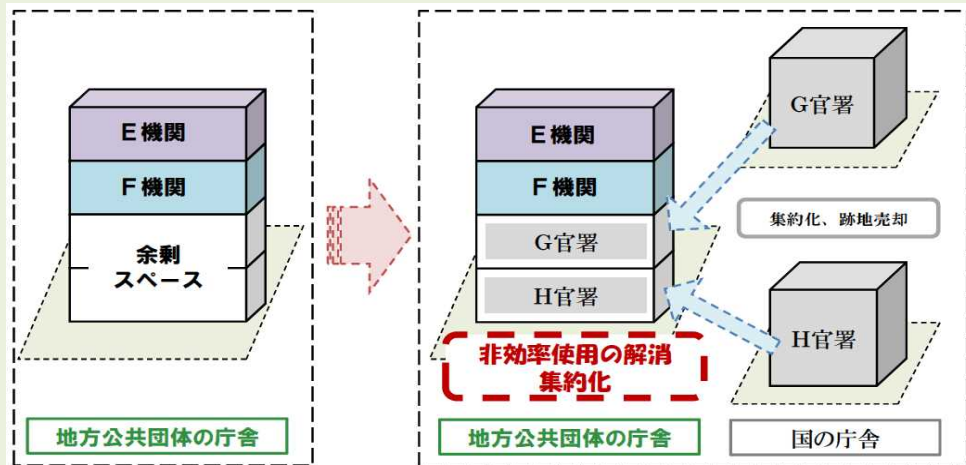 E機関
F機関
余剰
スペース
地方公共団体の庁舎
E機関
F機関
G官署
H官署
非効率使用の解消
集約化
地方公共団体の庁舎
G官署
集約化、跡地売却
H官署
国の庁舎